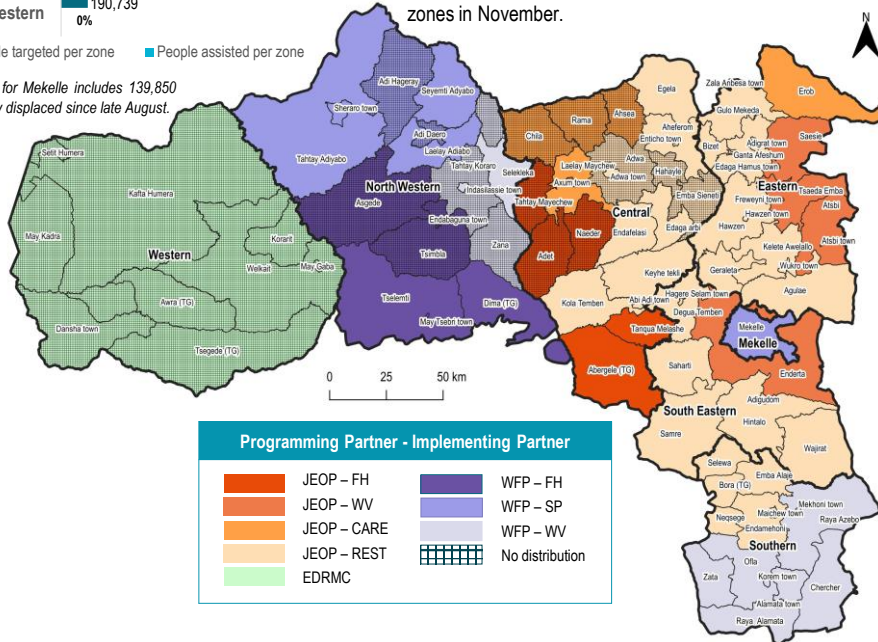 estern
190,739
0%
le targeted per zone
People assisted per zone
for Mekelle includes 139,850
y displaced since late August.
zones in November.
N
Adi Hageray
Seyemti Adyabo
Sheraro town
Adi Daero
Laelay Adiabo
Tahtay Adiyabo
Tahtay Koraro
Selekleka
North Western
Indasilassie town
Asgede
Endabaguna town
Zana
Tsimbla
Tselemti
Dima (TG)
May Tsebri town
Setit Humera
Kafta Humera
May Kadra
Western
Korarit
Welkait
May Gaba
Awra (TG)
Dansha town
Tsegede (TG)
Chila
Rama
Ahsea
Egela
Aheferom
Enticho town
Laelay Maychew
Adwa
Axum town
Adwa town
Hahayle
Tahtay Mayechew
Emba Sieneti
Central
Naeder
Endafelasi
Edaga arbi
Adet
Keyhe tekli
Kola Temben
Abi Adi town
Tanqua Melashe
Abergele (TG)
Zala Anbesa town
Erob
Gulo Mekeda
Saesie
Bizet
Adigrat town
Ganta Afeshum
Edaga Hamus town
Eastern
Tsaeda Emba
Freweyni town
Atsbi
Hawzen town
Hawzen
Atsbi town
Kelete Awelallo
Wukro town
Geraleta
Agulae
Hagere Selam town
Degua Temben
Mekelle
Mekelle
Saharti
Enderta
Adigudom
South Eastern
Hintalo
Samre
Wajirat
Selewa
Emba Alaje
Bora (TG)
Mekhoni town
Neqsege
Maichew town
Raya Azebo
Endamehoni
Southern
Ofla
Zata
Korem town
Chercher
Alamata town
Raya Alamata
0 25 50 km
Programming Partner - Implementing Partner
JEOP – FH
JEOP – WV
JEOP – CARE
JEOP – REST
EDRMC
WFP – FH
WFP – SP
WFP – WV
No distribution